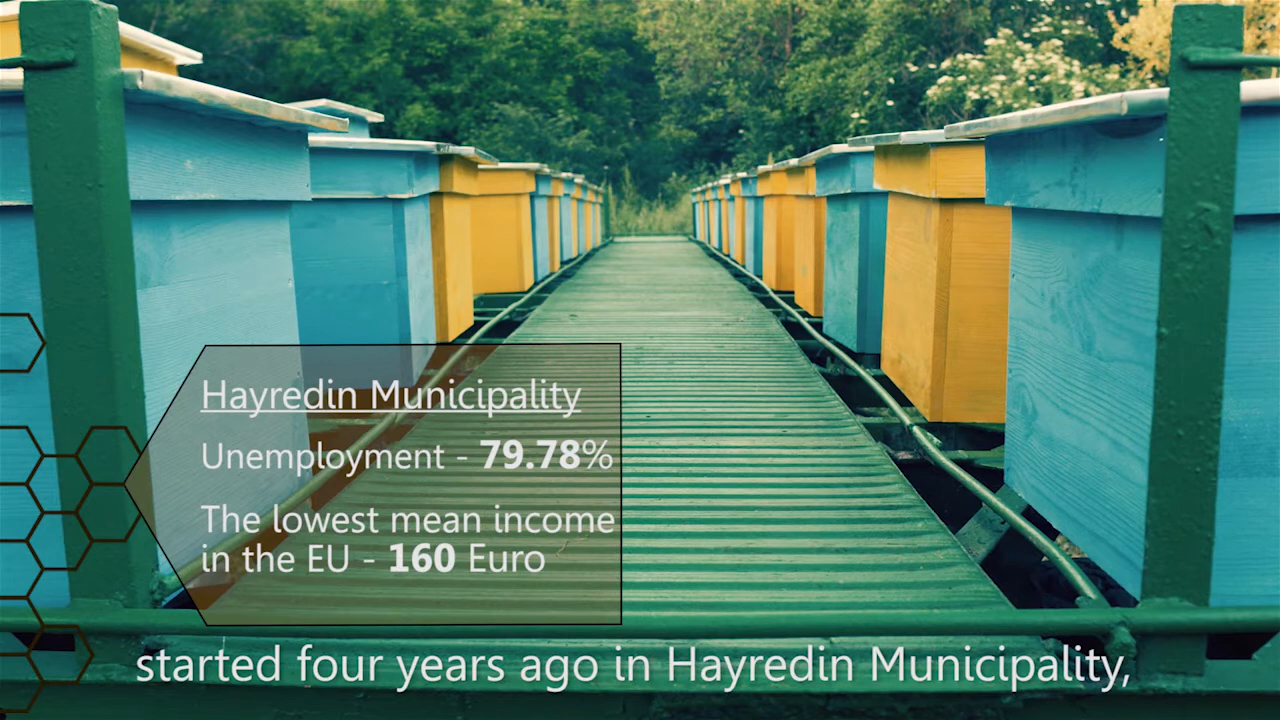 Hayredin Municipality
Unemployment - 79.78%
The lowest mean income
in the EU - 160 Euro
started four years ago in Hayredin Municipality,